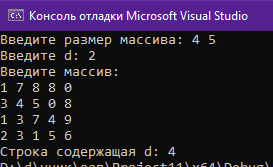 Консоль отладки Microsoft Visual Studio
Введите размер массива: 4 5
Введите d: 2
Введите массив:
1 7 8 8 0
3 4 5 0 8
1 3 7 4 9
2 3 1 5 6
Строка содержащая d: 4